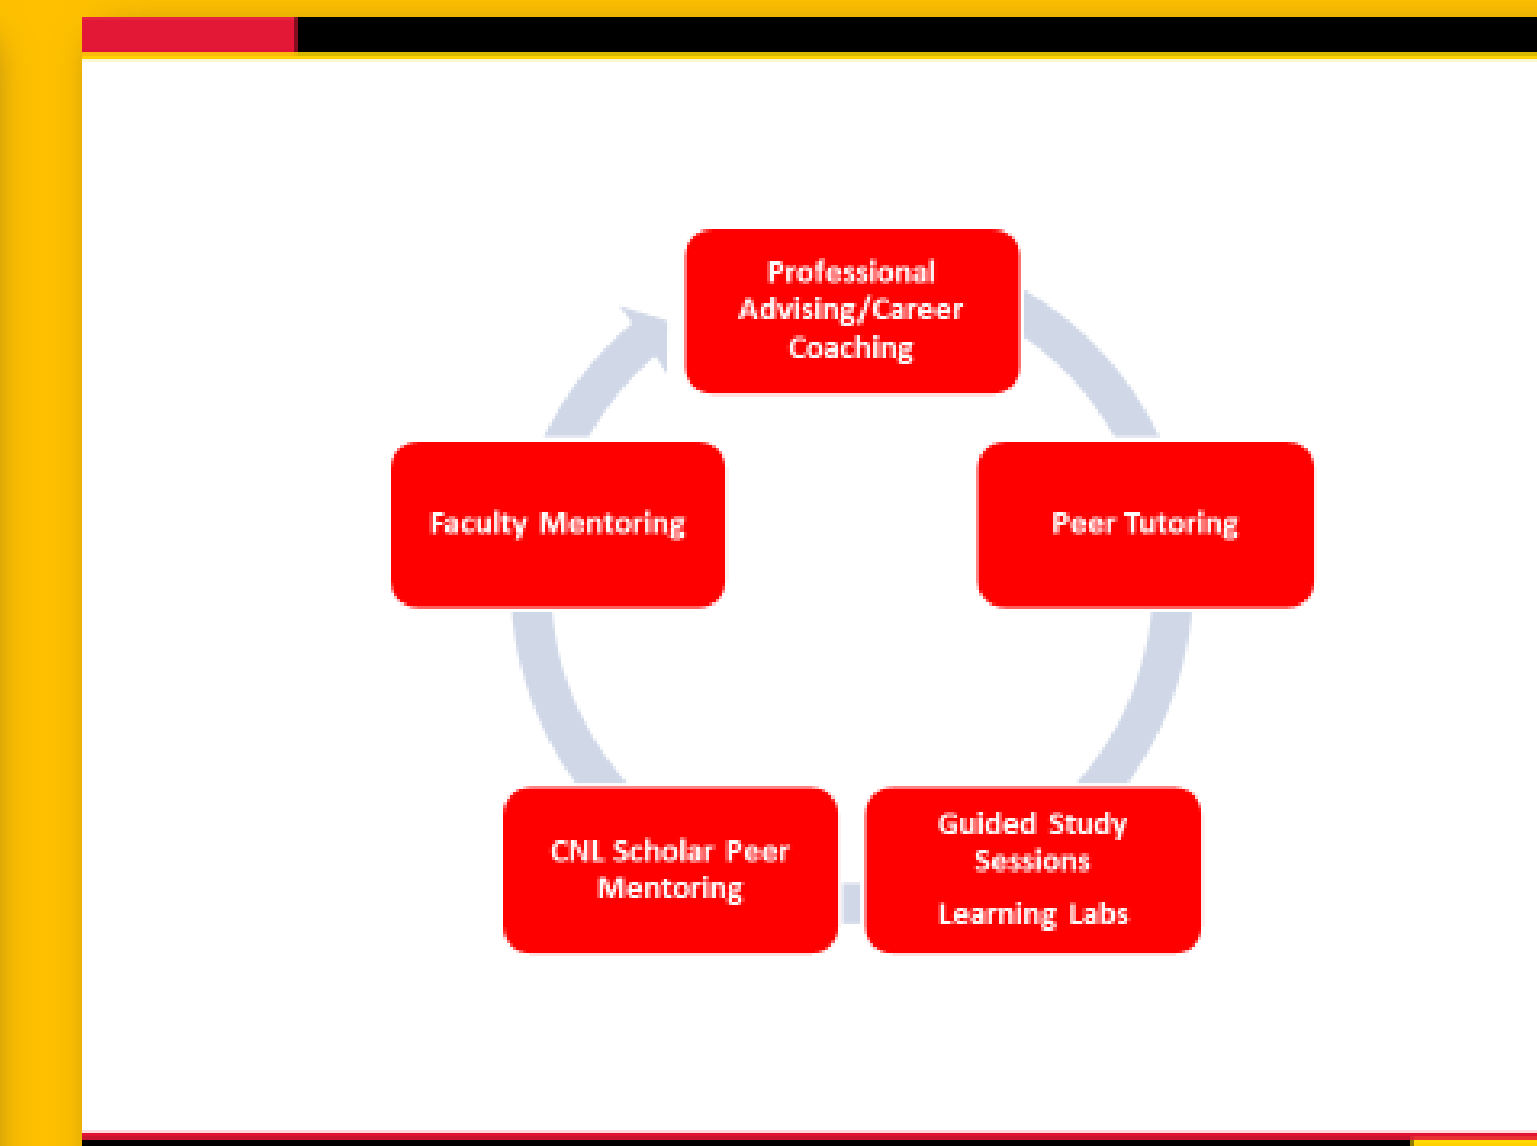 Professional
Advising/Career
Coaching
Faculty Mentoring
Peer Tutoring
CNL Scholar Peer
Mentoring
Guided Study
Sessions
Learning Labs